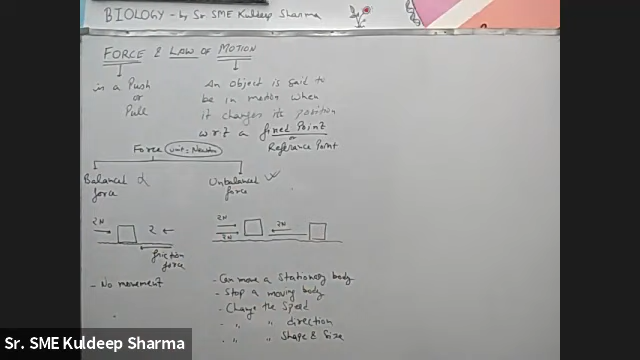 BIOLOGY - by Sr. SME Kuldeep Sharma
FORCE & LAW OF MOTION
is a Push
or
Pull
An object is said to
be in motion when
it changes its position
w.r.t a fixed Point
or
Reference Point
Force unit = Newton
Balanced
force
Unbalanced
force
2N
2
friction
force
2N
2N
2N
- No movement
- Can move a stationary body
- Stop a moving body
- Change the Speed
- " " direction
- " " Shape & Size
Sr. SME Kuldeep Sharma